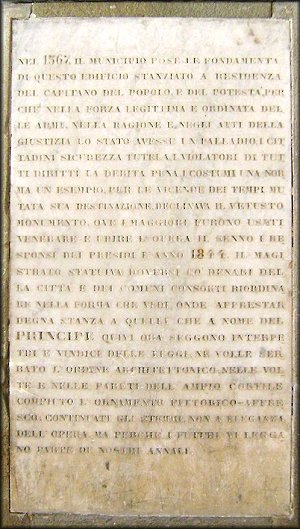 NEL 1367. IL MUNICIPIO POSE LE FONDAMENTA
DI QUESTO EDIFICIO STANZIATO A RESIDENZA
DEL CAPITANO DEL POPOLO, E DEL POTESTA', PER
CHE' NELLA FORZA LEGITTIMA E ORDINATA DEL
LE ARMI, NELLA RAGIONE E NEGLI ATTI DELLA
GIUSTIZIA LO STATO AVESSE UN PALLADIO, I CIT
TADINI SICUREZZA TUTELA, I VIOLATORI DI TUT
TI DIRITTI LA DEBITA PENA, I COSTUMI UNA NOR
MA UN ESEMPIO. PER LE VICENDE DEI TEMPI, MU
TATA SUA DESTINAZIONE, DECLINAVA IL VETUSTO
MONUMENTO, OVE I MAGGIORI FURONO USATI
VENERARE E UDIRE L'OPERA IL SENNO I RE
SPONSI DEI PRESIDI E ANNO 1844. IL MAGI
STRATO STATUIVA DOVERSI CO' DENARI DEL
LA CITTÀ E DEI COMUNI CONSORTI RIORDINA
RE NELLA FORMA CHE VEDI, ONDE APPRESTAR
DEGNA STANZA A QUELLI CHE A NOME DEL
PRINCIPE QUIVI ORA SEGGONO INTERPE
TRI E VINDICI DELLE LEGGI, NE VOLLE SER
BATO L'ORDINE ARCHITETTONICO, NELLE VOL
TE E NELLE PARETI DELL' AMPIO CORTILE
COMPIUTO L' ORNAMENTO PITTORICO-AFFRE
SCO, CONTINUATI GLI STEMMI, NON A ELEGANZA
DELL' OPERA MA PERCHE' I FUTURI VI LEGGA
NO PARTE DI NOSTRI ANNALI.